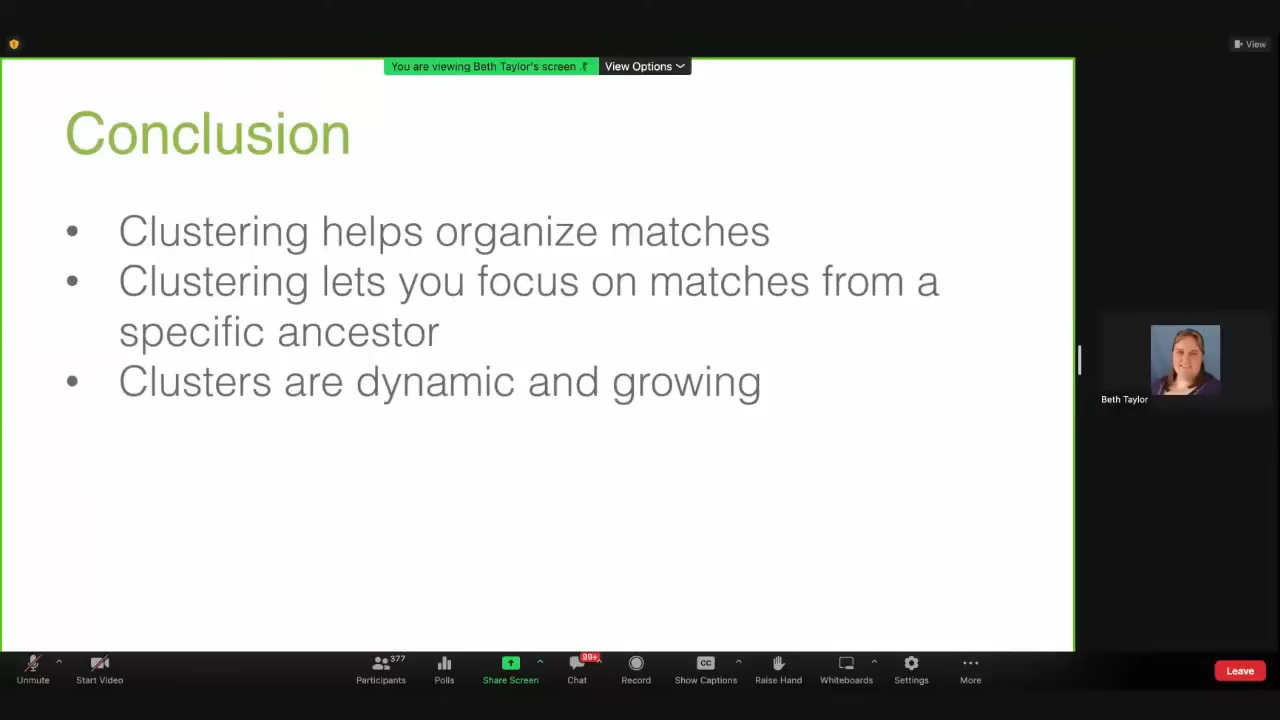 View
You are viewing Beth Taylor's screen
View Options
Conclusion
• Clustering helps organize matches
• Clustering lets you focus on matches from a
specific ancestor
• Clusters are dynamic and growing
Beth Taylor
377
99+
CC
Unmute
Start Video
Participants
Polls
Share Screen
Chat
Record
Show Captions
Raise Hand
Whiteboards
Settings
More
Leave